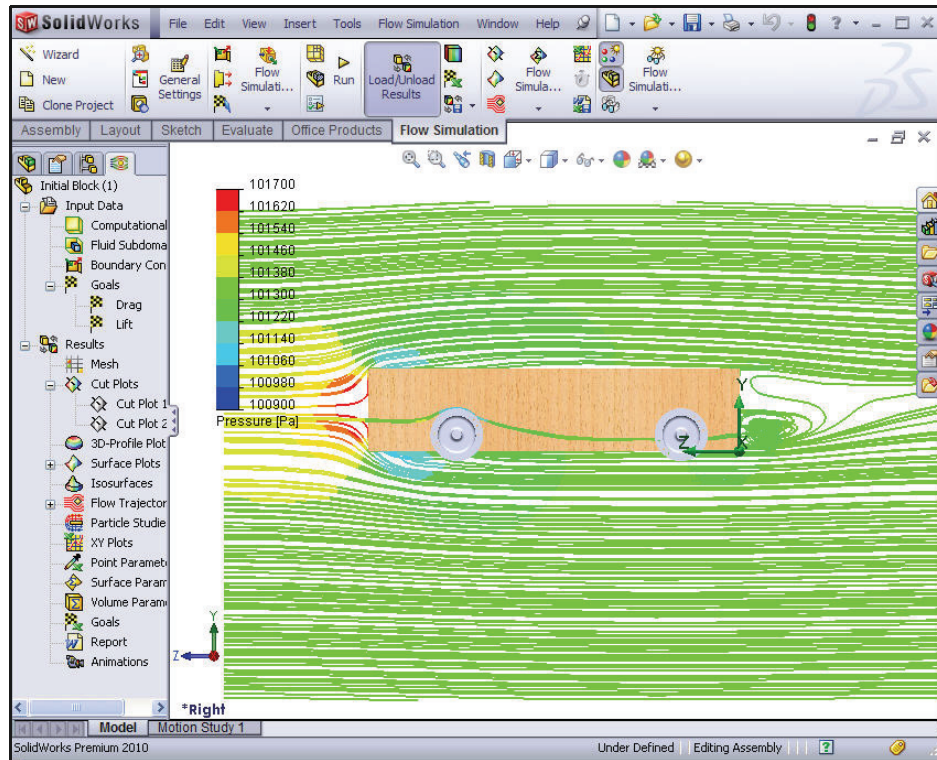 SolidWorks File Edit View Insert Tools Flow Simulation Window Help
Wizard
New
Clone Project
General Settings
Flow Simulati...
Run
Load/Unload Results
Flow Simula...
Flow Simulati...
Assembly Layout Sketch Evaluate Office Products Flow Simulation
Initial Block (1)
Input Data
Computational
Fluid Subdoma
Boundary Con
Goals
Drag
Lift
Results
Mesh
Cut Plots
Cut Plot 1
Cut Plot 2
3D-Profile Plot
Surface Plots
Isosurfaces
Flow Trajector
Particle Studie
XY Plots
Point Paramet
Surface Param
Volume Param
Goals
Report
Animations
101700
101620
101540
101460
101380
101300
101220
101140
101060
100980
100900
Pressure [Pa]
Y
Z
X
Y
Z
*Right
Model Motion Study 1
SolidWorks Premium 2010 Under Defined Editing Assembly ?